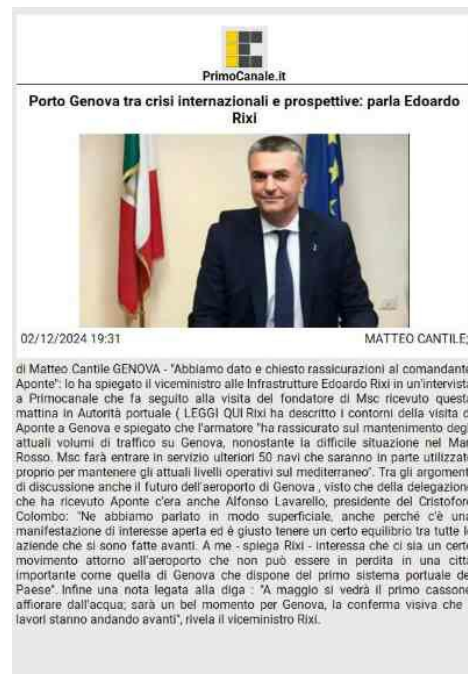 PrimoCanale.it
Porto Genova tra crisi internazionali e prospettive: parla Edoardo
Rixi
02/12/2024 19:31
MATTEO CANTILE;
di Matteo Cantile GENOVA - "Abbiamo dato e chiesto rassicurazioni al comandante
Aponte": lo ha spiegato il viceministro alle Infrastrutture Edoardo Rixi in un'intervista
a Primocanale che fa seguito alla visita del fondatore di Msc ricevuto questa
mattina in Autorità portuale ( LEGGI QUI Rixi ha descritto i contorni della visita d
Aponte a Genova e spiegato che l'armatore "ha rassicurato sul mantenimento degl
attuali volumi di traffico su Genova, nonostante la difficile situazione nel Mar
Rosso. Msc farà entrare in servizio ulteriori 50 navi che saranno in parte utilizzate
proprio per mantenere gli attuali livelli operativi sul mediterraneo". Tra gli argoment
di discussione anche il futuro dell'aeroporto di Genova , visto che della delegazione
che ha ricevuto Aponte c'era anche Alfonso Lavarello, presidente del Cristoforo
Colombo: "Ne abbiamo parlato in modo superficiale, anche perché c'è una
manifestazione di interesse aperta ed è giusto tenere un certo equilibrio tra tutte le
aziende che si sono fatte avanti. A me - spiega Rixi - interessa che ci sia un certo
movimento attorno all'aeroporto che non può essere in perdita in una città
importante come quella di Genova che dispone del primo sistema portuale de
Paese". Infine una nota legata alla diga : "A maggio si vedrà il primo cassone
affiorare dall'acqua; sarà un bel momento per Genova, la conferma visiva che
lavori stanno andando avanti", rivela il viceministro Rixi.